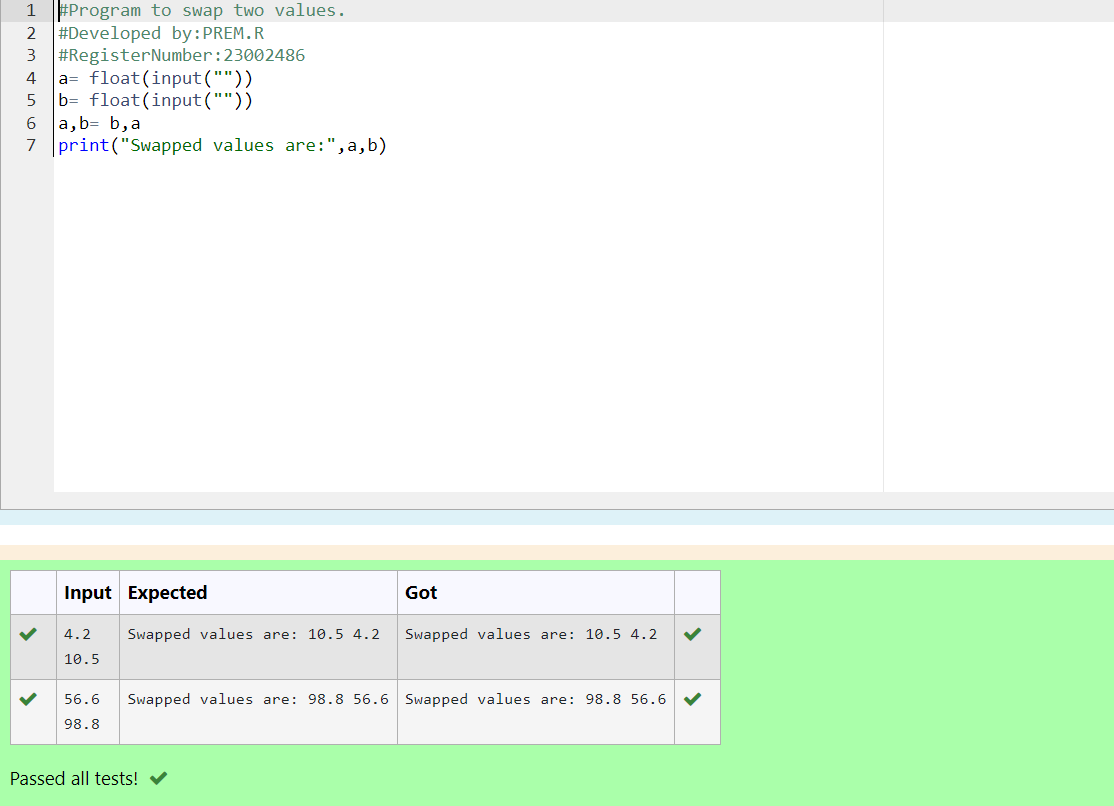 1 #Program to swap two values.
2 #Developed by:PREM.R
3 #RegisterNumber:23002486
4 a= float(input(""))
5 b= float(input(""))
6 a,b= b,a
7 print("Swapped values are:",a,b)
Input Expected Got
4.2 Swapped values are: 10.5 4.2 Swapped values are: 10.5 4.2
10.5
56.6 Swapped values are: 98.8 56.6 Swapped values are: 98.8 56.6
98.8
Passed all tests!